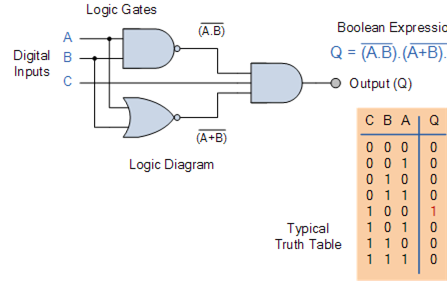 Logic Gates
(A.B)
Boolean Expressio
Q = (A.B).(A+B).
A
Digital Inputs
B
C
Output (Q)
(A+B)
Logic Diagram
C B A Q
0 0 0 0
0 0 1 0
0 1 0 0
0 1 1 0
1 0 0 1
1 0 1 0
1 1 0 0
1 1 1 0
Typical
Truth Table